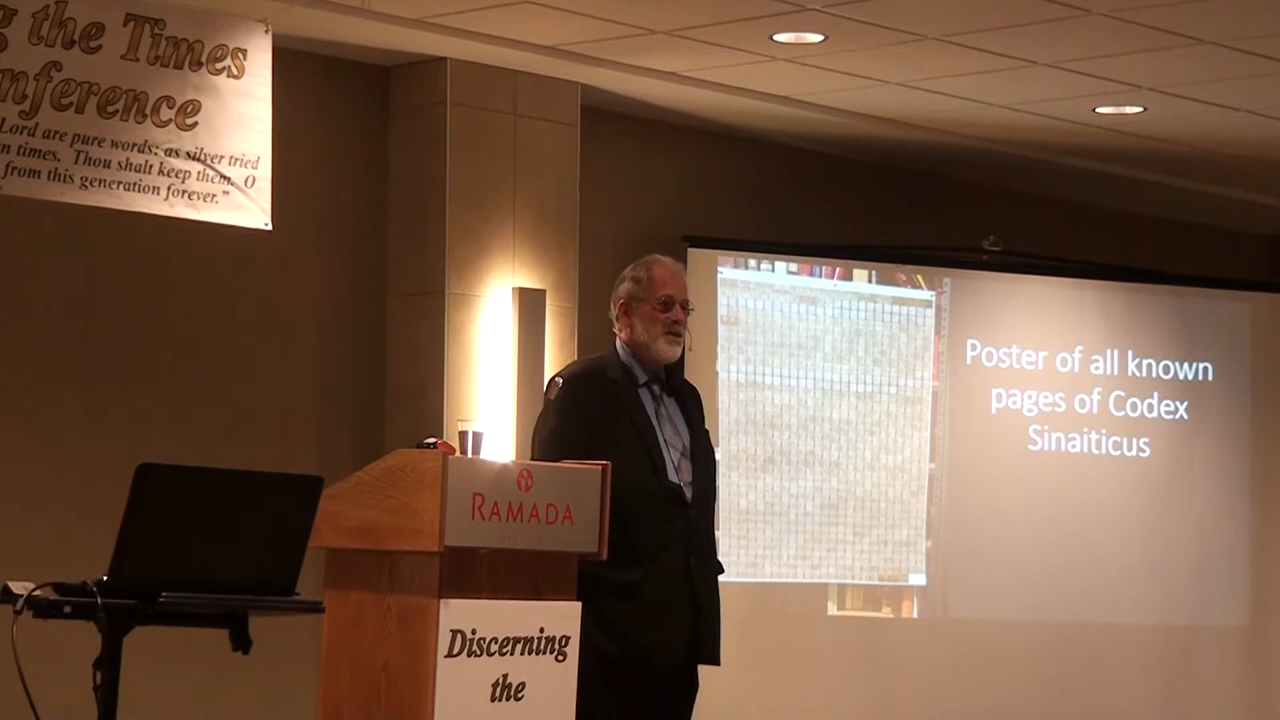 g the Times
nference
Lord are pure words: as silver tried
n times. Thou shalt keep them, O
from this generation forever."
RAMADA
Discerning
the
Poster of all known
pages of Codex
Sinaiticus